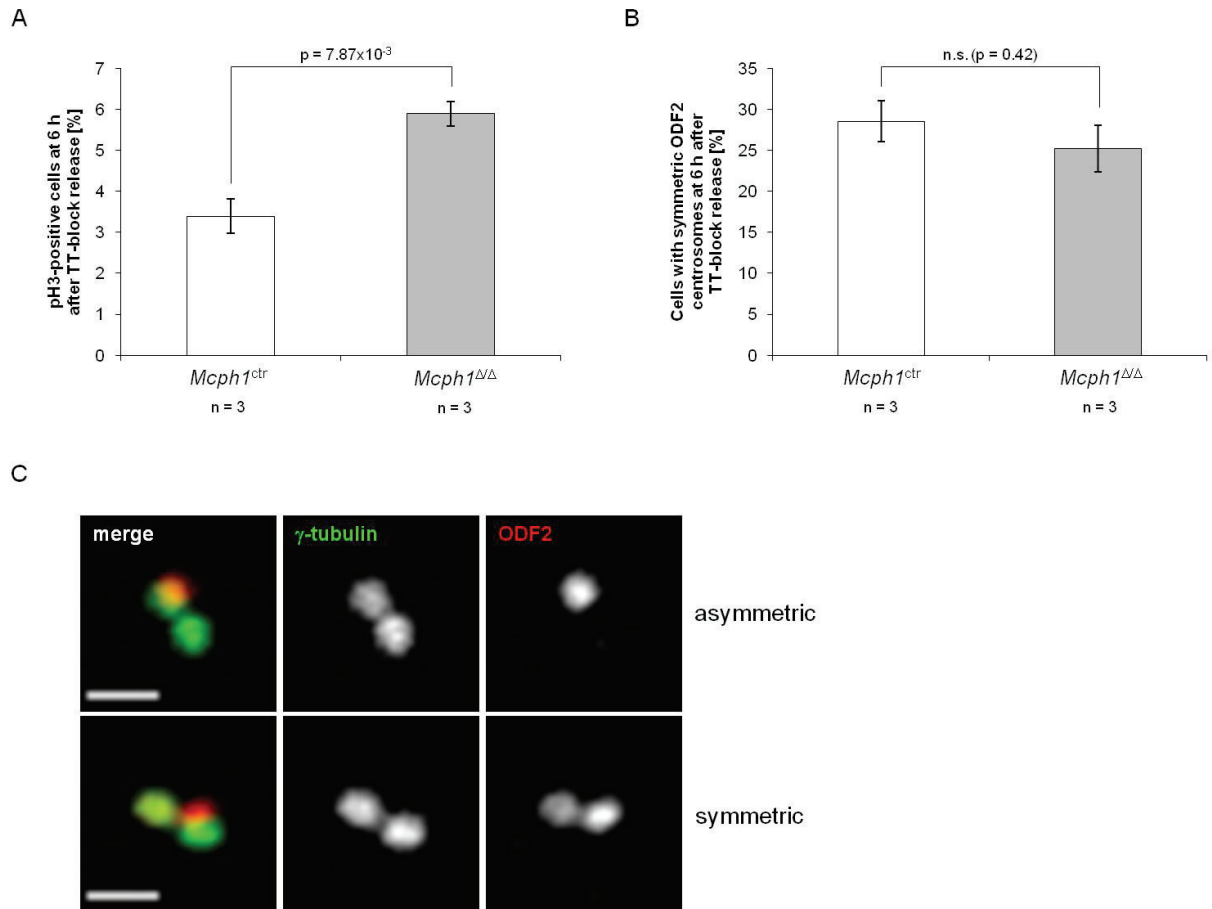 A
pH3-positive cells at 6 h
after TT-block release [%]
7
6
5
4
3
2
1
0
p = 7.87x10⁻³
Mcph1ᶜᵗʳ
Mcph1ᐃ/ᐃ
n = 3
n = 3
B
Cells with symmetric ODF2
centrosomes at 6 h after
TT-block release [%]
35
30
25
20
15
10
5
0
n.s. (p = 0.42)
Mcph1ᶜᵗʳ
Mcph1ᐃ/ᐃ
n = 3
n = 3
C
merge
γ-tubulin
ODF2
asymmetric
symmetric